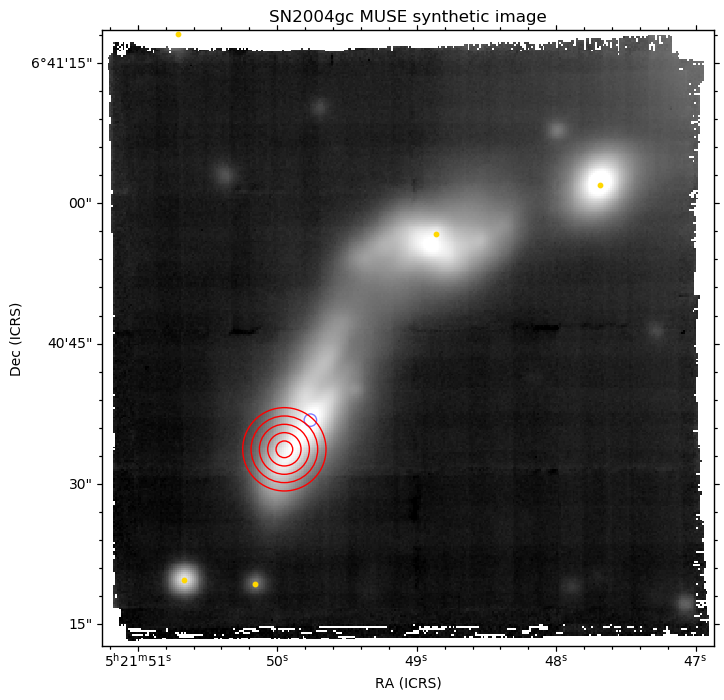 SN2004gc MUSE synthetic image
6°41'15"
00"
40'45"
30"
15"
Dec (ICRS)
5ʰ21ᵐ51ˢ 50ˢ 49ˢ 48ˢ 47ˢ
RA (ICRS)